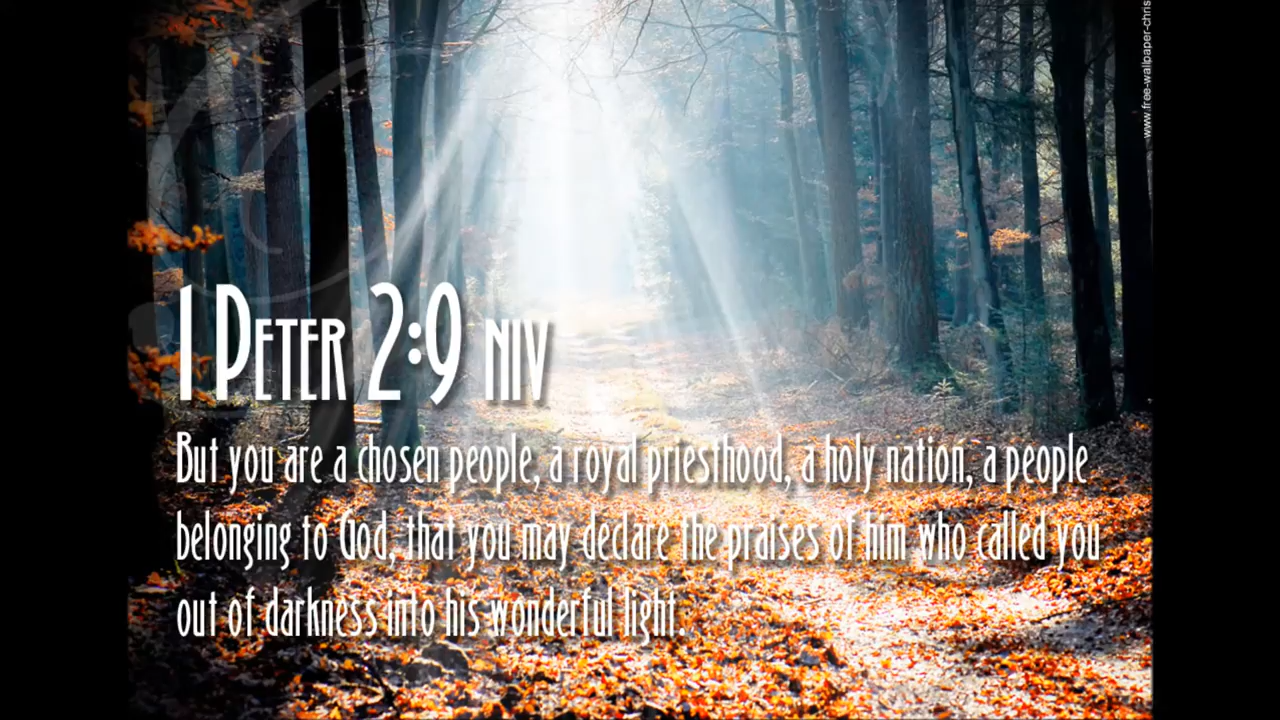 1 Peter 2:9 NIV
But you are a chosen people, a royal priesthood, a holy nation, a people
belonging to God, that you may declare the praises of him who called you
out of darkness into his wonderful light.
www.free-wallpaper-chris